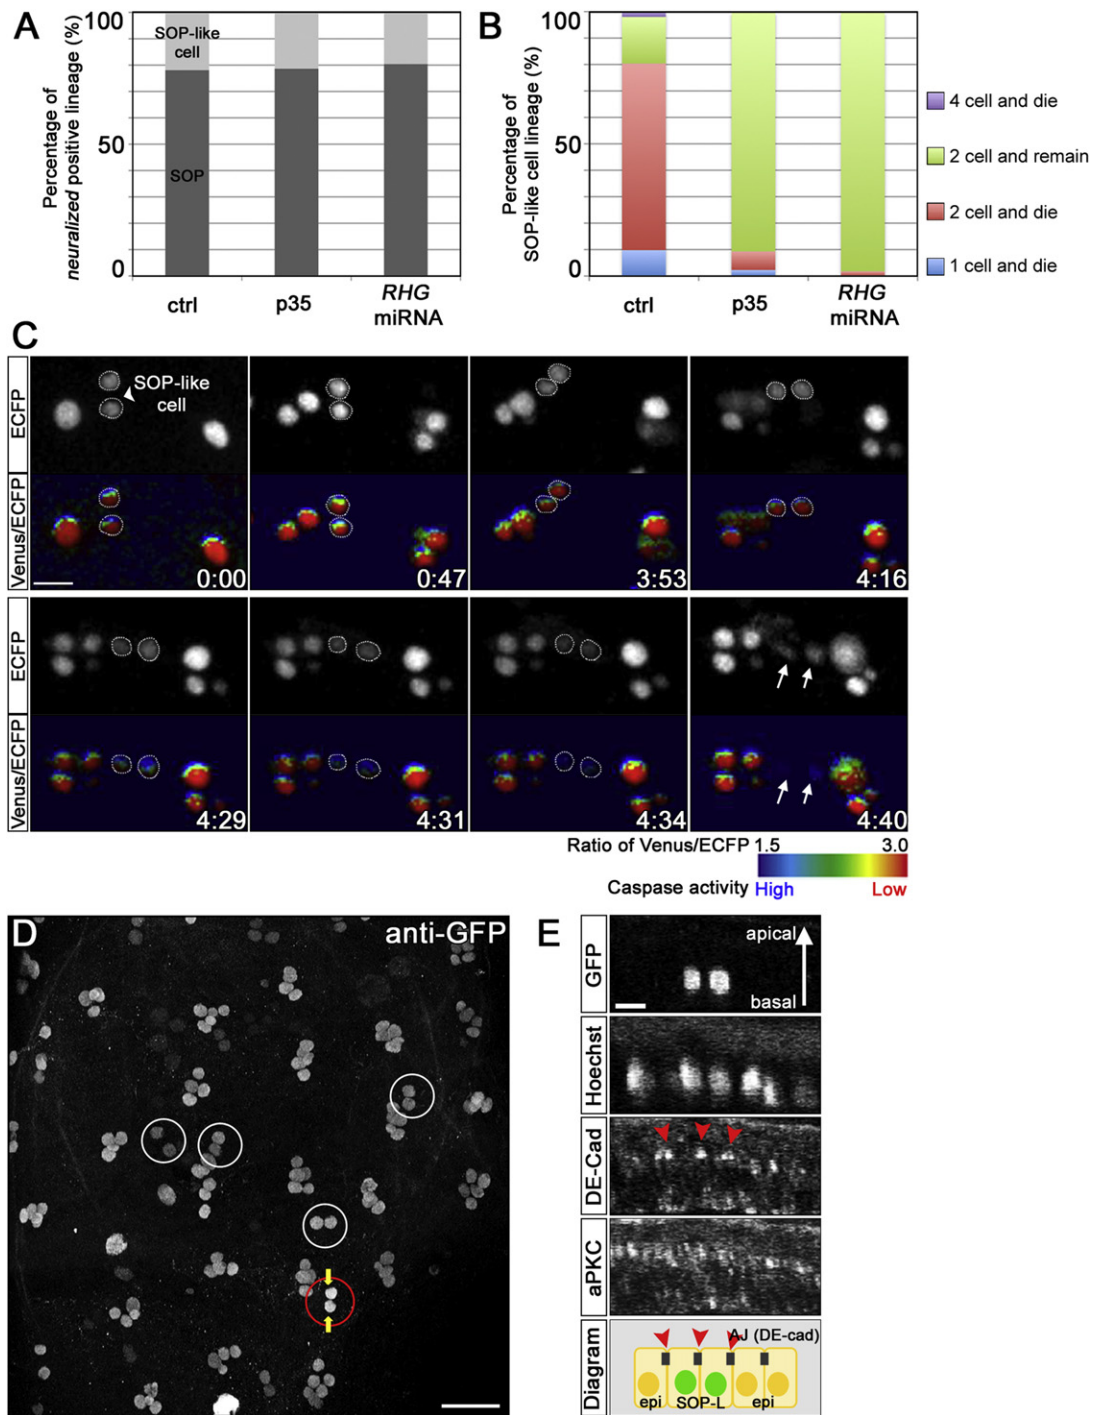 A
Percentage of
neuralized positive lineage (%)
100
50
0
SOP-like
cell
SOP
ctrl
p35
RHG
miRNA
B
Percentage of
SOP-like cell lineage (%)
100
50
0
ctrl
p35
RHG
miRNA
4 cell and die
2 cell and remain
2 cell and die
1 cell and die
C
ECFP
SOP-like
cell
Venus/ECFP
0:00
0:47
3:53
4:16
ECFP
Venus/ECFP
4:29
4:31
4:34
4:40
Ratio of Venus/ECFP 1.5 3.0
Caspase activity High Low
D
anti-GFP
E
GFP
apical
basal
Hoechst
DE-Cad
aPKC
Diagram
AJ (DE-cad)
epi
SOP-L
epi